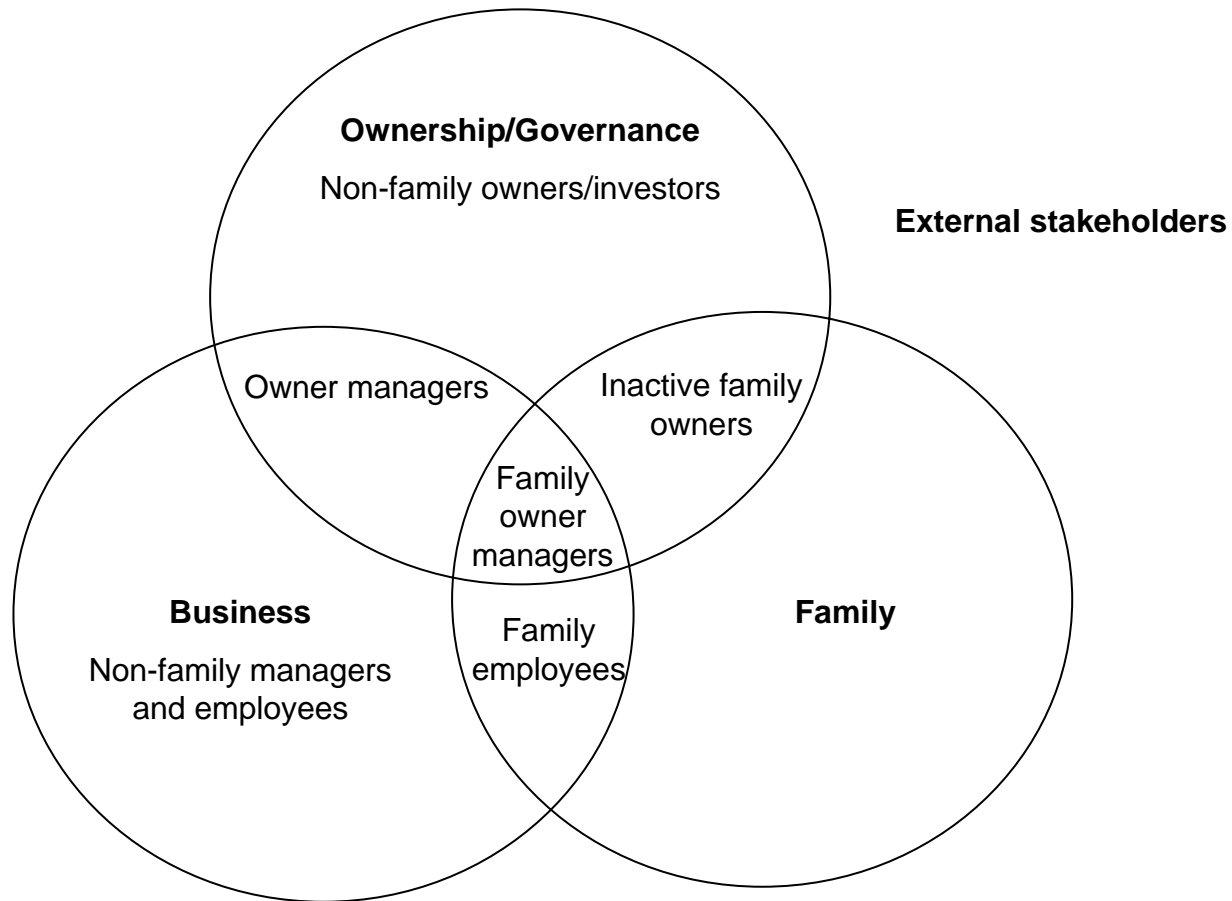 Ownership/Governance
Non-family owners/investors
External stakeholders
Owner managers
Inactive family
owners
Family
owner
managers
Business
Non-family managers
and employees
Family
employees
Family